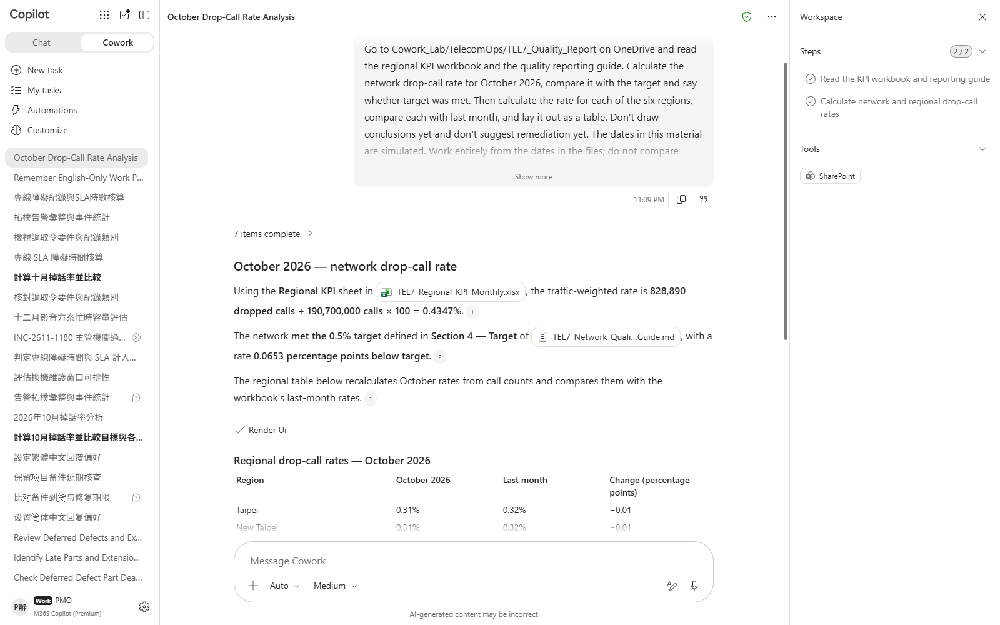 Copilot
Chat
Cowork
New task
My tasks
Automations
Customize
October Drop-Call Rate Analysis
Remember English-Only Work P...
專線障礙紀錄與SLA時數核算
拓樸告警彙整與事件統計
檢視調取令要件與紀錄類別
專線 SLA 障礙時間核算
計算十月掉話率並比較
核對調取令要件與紀錄類別
十二月影音方案忙時容量評估
INC-2611-1180 主管機關通...
判定專線障礙時間與 SLA 計入...
評估換機維護窗口可排性
告警拓樸彙整與事件統計
2026年10月掉話率分析
計算10月掉話率並比較目標與各...
設定繁體中文回覆偏好
保留项目备件延期核查
比对备件到货与修复期限
设置简体中文回复偏好
Review Deferred Defects and Ex...
Identify Late Parts and Extensio...
Check Deferred Defect Part Dea...
P辦
Work PMO
M365 Copilot (Premium)
October Drop-Call Rate Analysis
Go to Cowork_Lab/TelecomOps/TEL7_Quality_Report on OneDrive and read
the regional KPI workbook and the quality reporting guide. Calculate the
network drop-call rate for October 2026, compare it with the target and say
whether target was met. Then calculate the rate for each of the six regions,
compare each with last month, and lay it out as a table. Don't draw
conclusions yet and don't suggest remediation yet. The dates in this material
are simulated. Work entirely from the dates in the files; do not compare
Show more
11:09 PM
7 items complete
October 2026 — network drop-call rate
Using the Regional KPI sheet in TEL7_Regional_KPI_Monthly.xlsx, the traffic-weighted rate is 828,890
dropped calls ÷ 190,700,000 calls × 100 = 0.4347%. 1
The network met the 0.5% target defined in Section 4 — Target of TEL7_Network_Quali...Guide.md, with a
rate 0.0653 percentage points below target. 2
The regional table below recalculates October rates from call counts and compares them with the
workbook's last-month rates. 1
Render Ui
Regional drop-call rates — October 2026
Region October 2026 Last month Change (percentage
points)
Taipei 0.31% 0.32% −0.01
New Taipei 0.31% 0.32% −0.01
Message Cowork
Auto
Medium
AI-generated content may be incorrect
Workspace
Steps 2 / 2
Read the KPI workbook and reporting guide
Calculate network and regional drop-call
rates
Tools
SharePoint